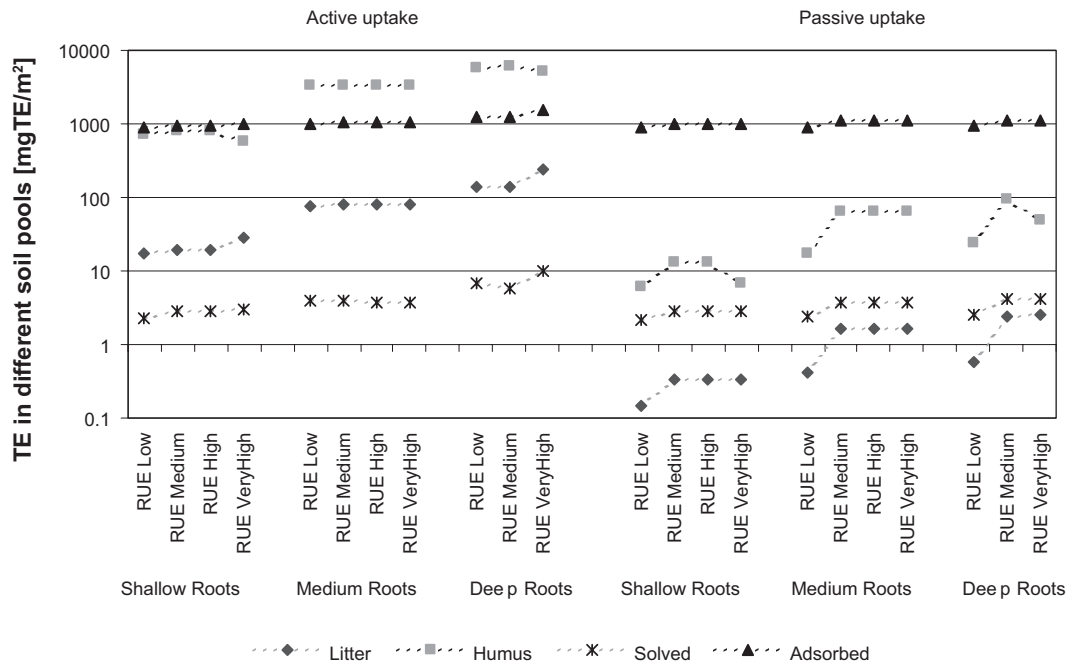 Active uptake Passive uptake
TE in different soil pools [mgTE/m²]
10000
1000
100
10
1
0.1
RUE Low
RUE Medium
RUE High
RUE VeryHigh
RUE Low
RUE Medium
RUE High
RUE VeryHigh
RUE Low
RUE Medium
RUE VeryHigh
RUE Low
RUE Medium
RUE High
RUE VeryHigh
RUE Low
RUE Medium
RUE High
RUE VeryHigh
RUE Low
RUE Medium
RUE VeryHigh
Shallow Roots Medium Roots Dee p Roots Shallow Roots Medium Roots Dee p Roots
Litter Humus Solved Adsorbed